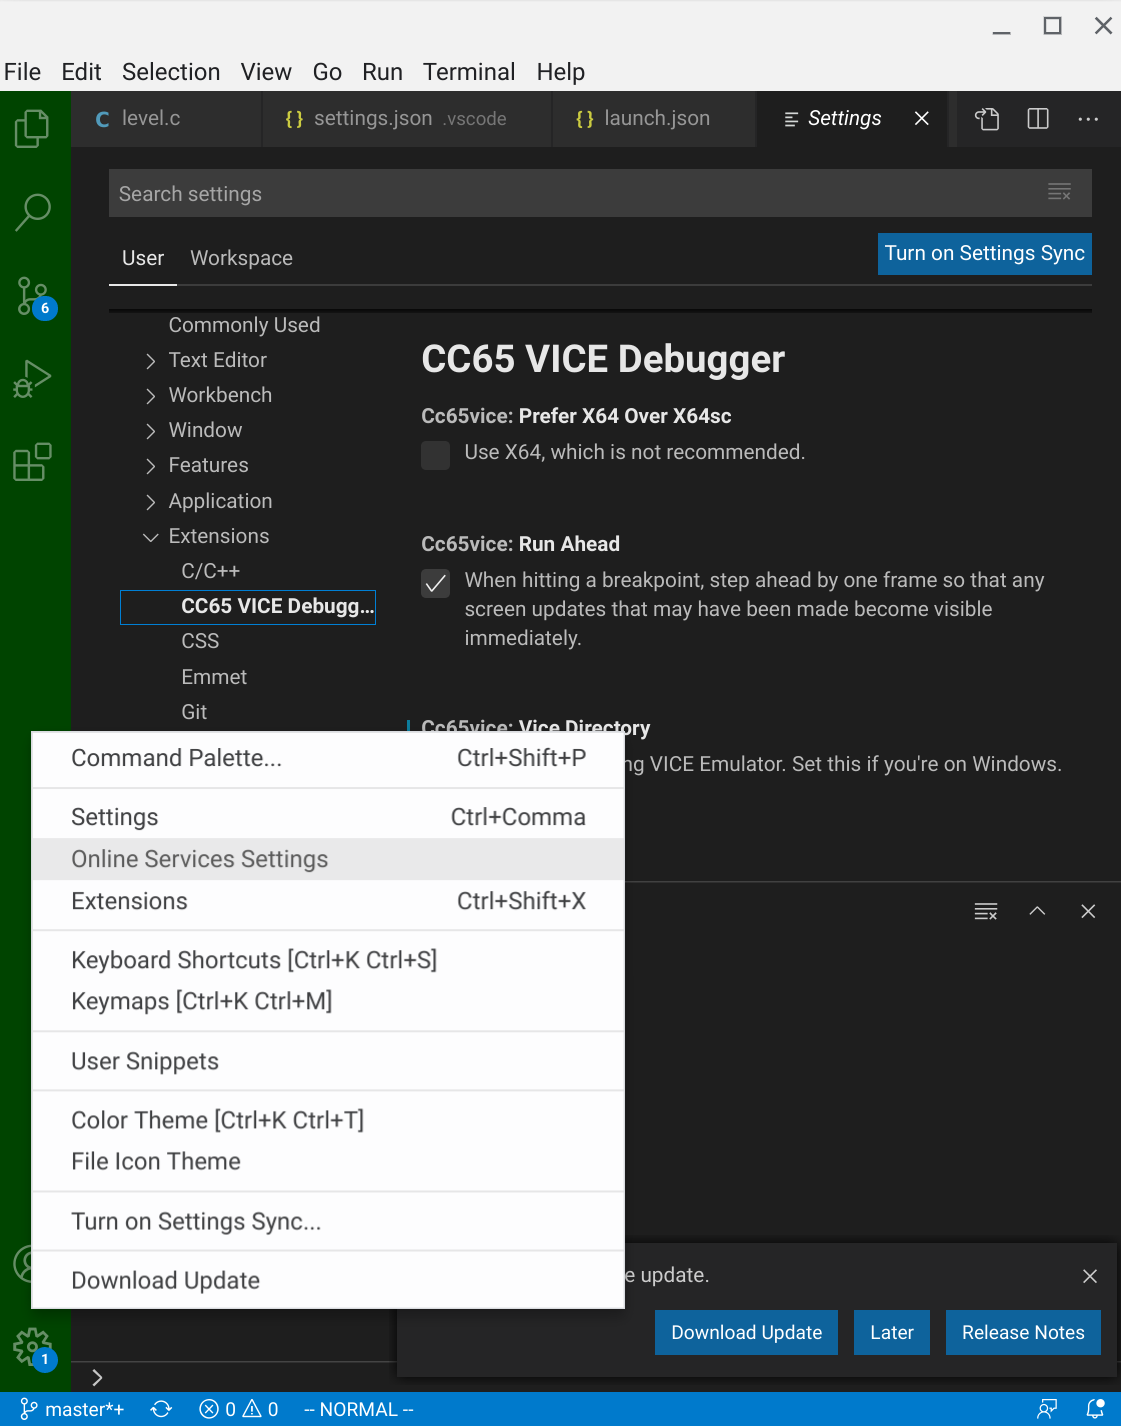 File Edit Selection View Go Run Terminal Help
C level.c {} settings.json .vscode {} launch.json Settings
Search settings
User Workspace Turn on Settings Sync
Commonly Used
Text Editor
Workbench
Window
Features
Application
Extensions
C/C++
CC65 VICE Debugg...
CSS
Emmet
Git
CC65 VICE Debugger
Cc65vice: Prefer X64 Over X64sc
Use X64, which is not recommended.
Cc65vice: Run Ahead
When hitting a breakpoint, step ahead by one frame so that any
screen updates that may have been made become visible
immediately.
Cc65vice: Vice Directory
ng VICE Emulator. Set this if you're on Windows.
6
Command Palette... Ctrl+Shift+P
Settings Ctrl+Comma
Online Services Settings
Extensions Ctrl+Shift+X
Keyboard Shortcuts [Ctrl+K Ctrl+S]
Keymaps [Ctrl+K Ctrl+M]
User Snippets
Color Theme [Ctrl+K Ctrl+T]
File Icon Theme
Turn on Settings Sync...
Download Update
e update.
Download Update Later Release Notes
1
master*+ 0 0 -- NORMAL --